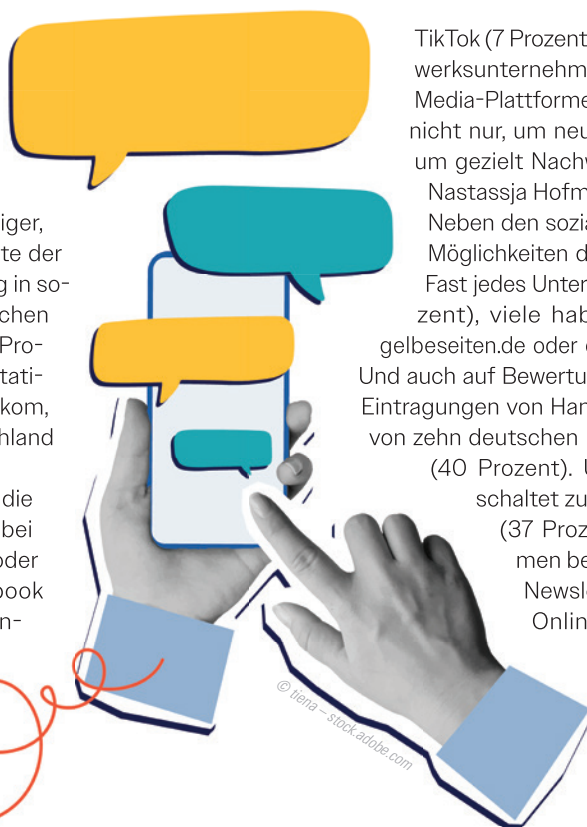 iger,
te der
g in so-
chen
Pro-
tati-
kom,
hland
die
bei
oder
book
n-
TikTok (7 Prozent
werksunternehm
Media-Plattforme
nicht nur, um neu
um gezielt Nachw
Nastassja Hofm
Neben den sozia
Möglichkeiten d
Fast jedes Unter
zent), viele hab
gelbeseiten.de oder
Und auch auf Bewertu
Eintragungen von Han
von zehn deutschen
(40 Prozent). U
schaltet zu
(37 Proz
men be
Newsle
Onlin
© tiena – stock.adobe.com